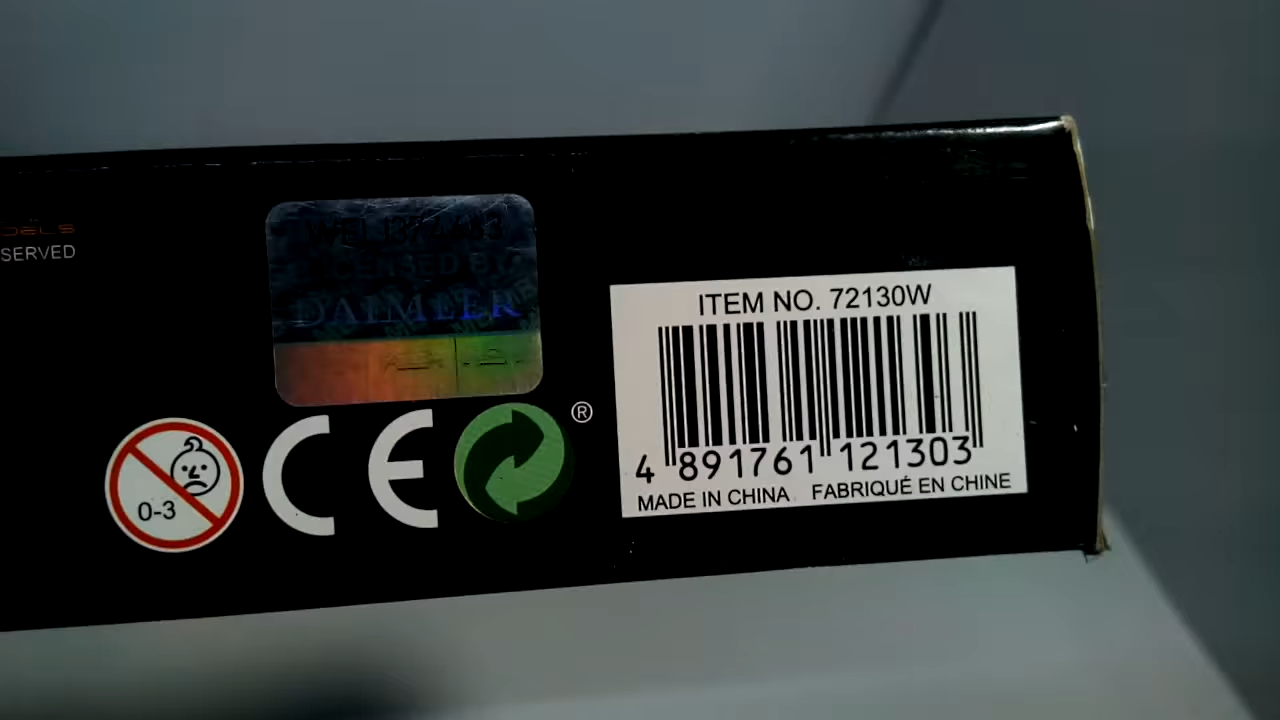 SERVED
LICENSED BY
DAIMLER
0-3
CE
®
ITEM NO. 72130W
4 891761 121303
MADE IN CHINA FABRIQUÉ EN CHINE